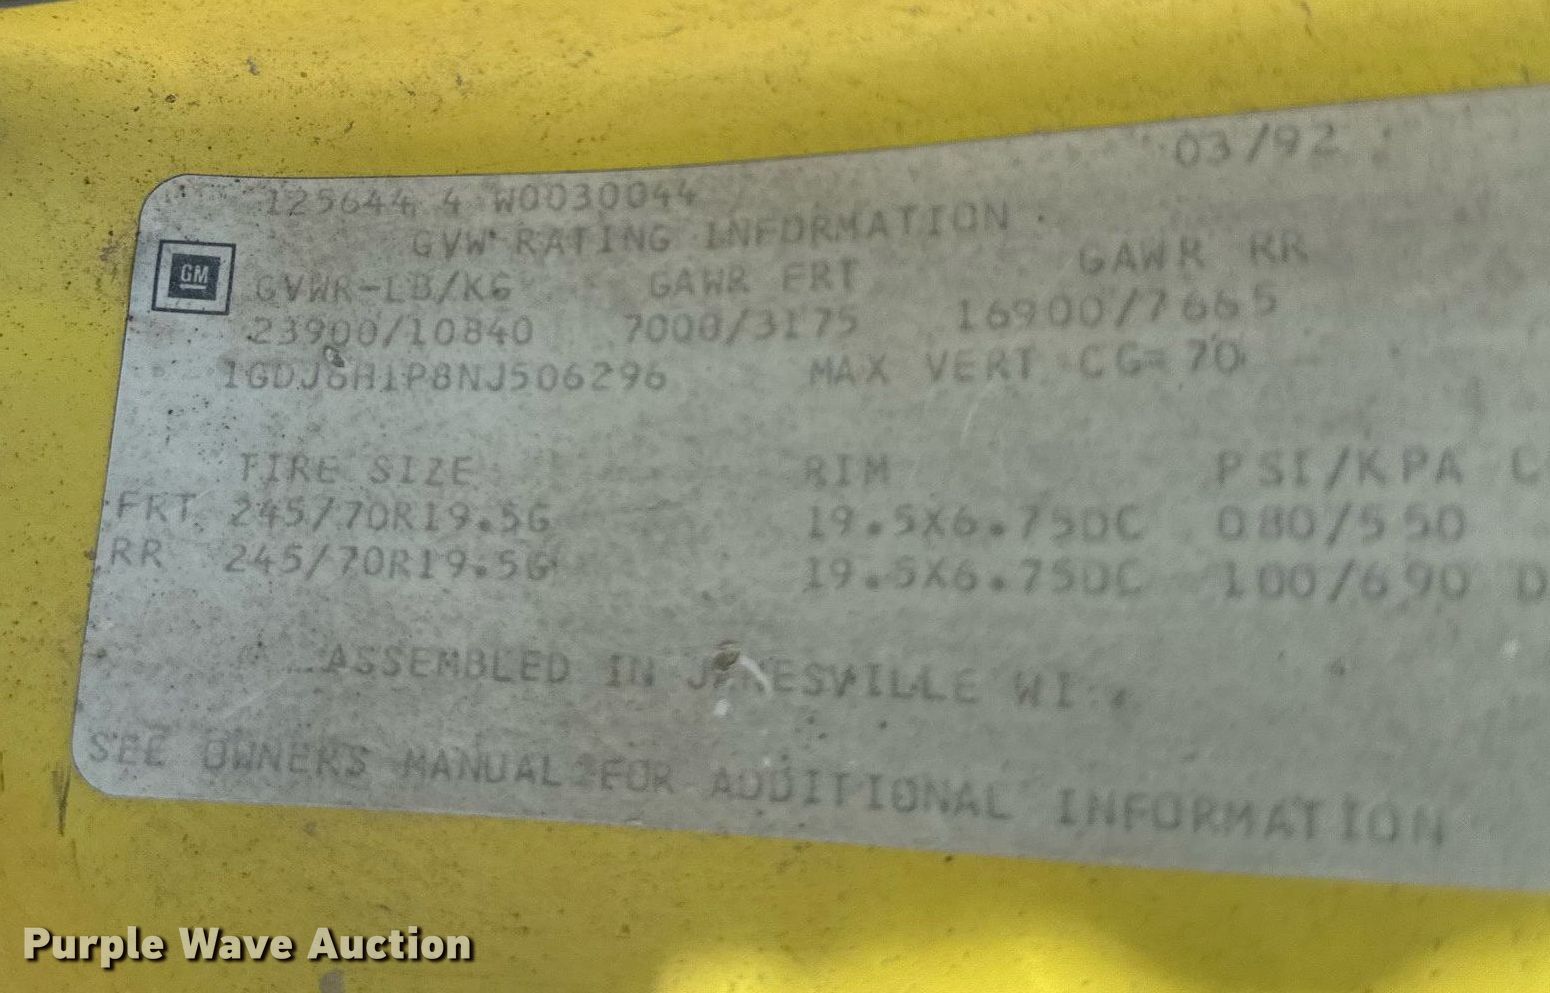 03/92
125644 4 W0030044
GVW RATING INFORMATION
GM
GVWR-LB/KG GAWR FRT GAWR RR
23900/10840 7000/3175 16900/7665
1GDJ6H1P8NJ506296 MAX VERT CG= 70
TIRE SIZE RIM PSI/KPA C
FRT 245/70R19.5G 19.5X6.75DC 080/550
RR 245/70R19.5G 19.5X6.75DC 100/690 D
ASSEMBLED IN JANESVILLE WI.
SEE OWNERS MANUAL FOR ADDITIONAL INFORMATION
Purple Wave Auction